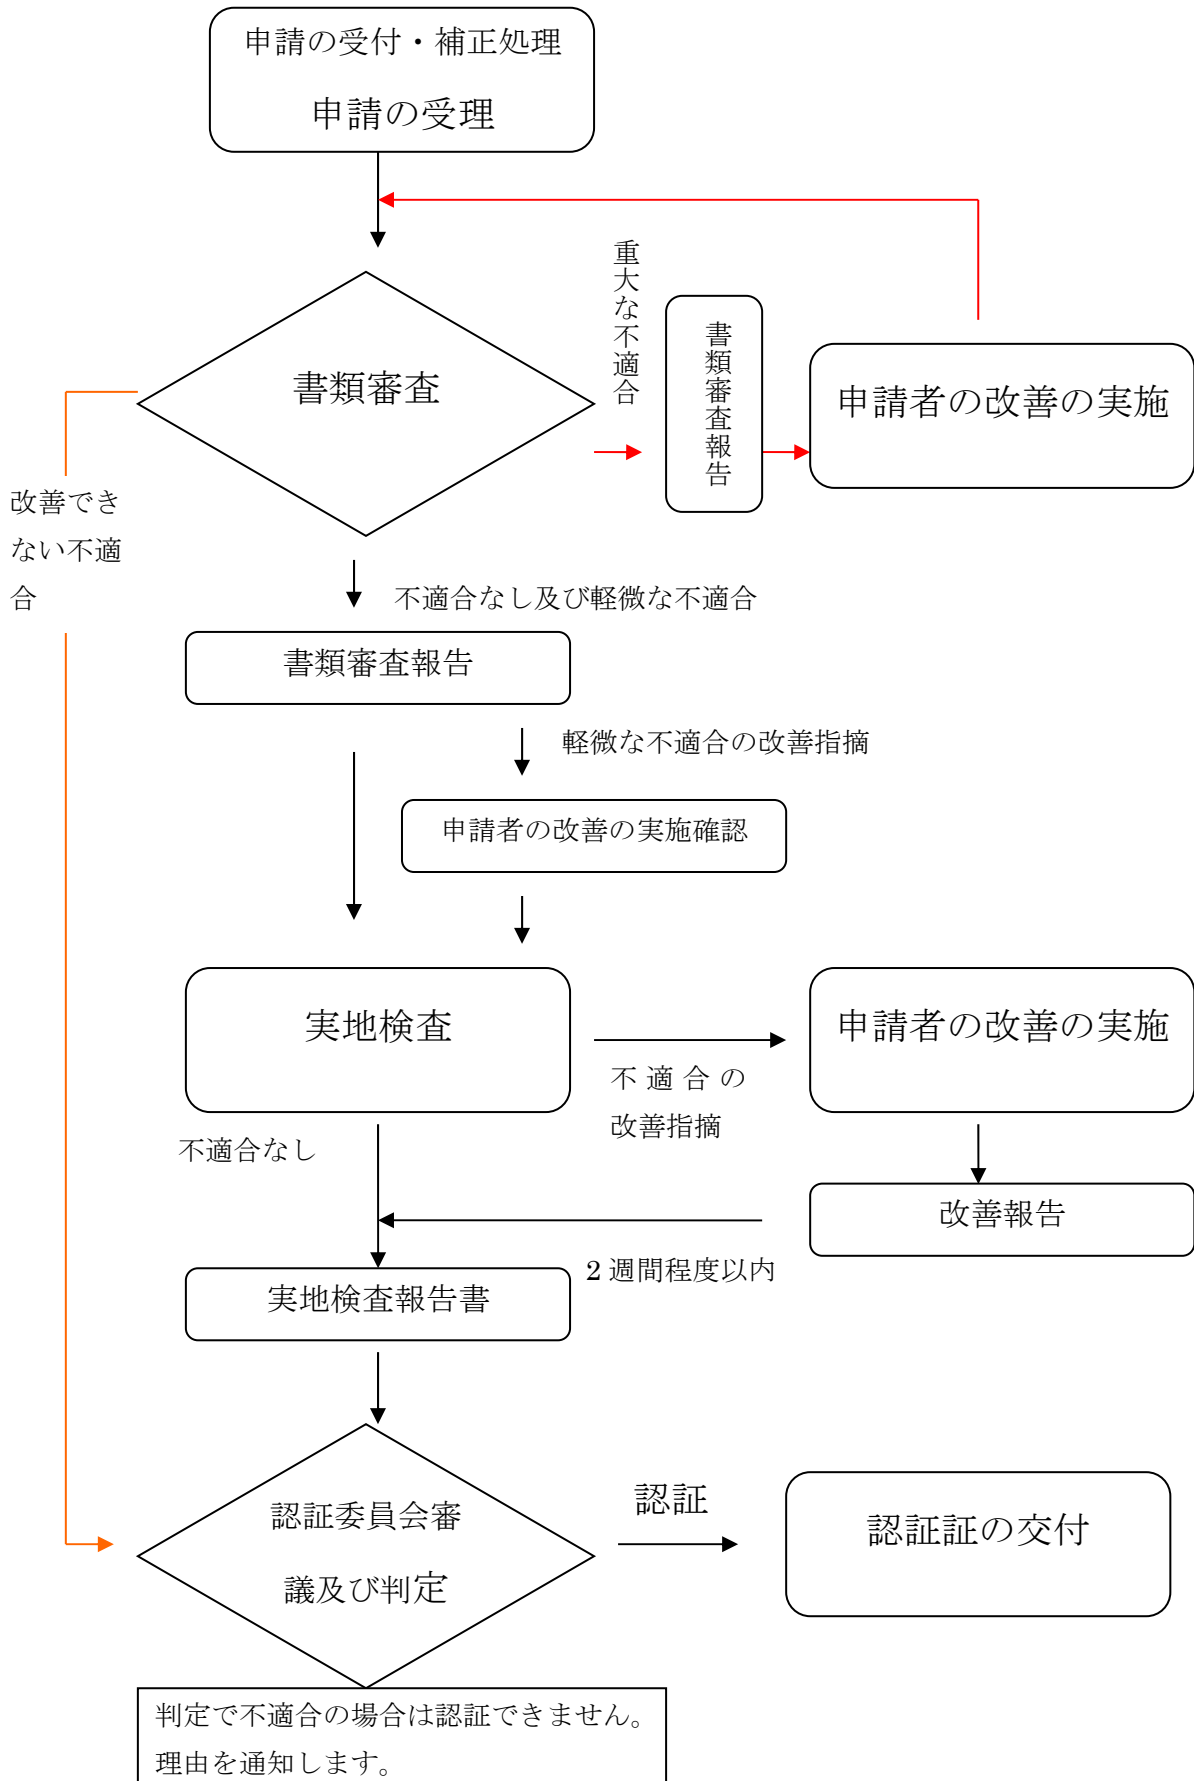 申請の受付・補正処理
申請の受理
重大な不適合
書類審査報告
書類審査
申請者の改善の実施
改善でき
ない不適
合
不適合なし及び軽微な不適合
書類審査報告
軽微な不適合の改善指摘
申請者の改善の実施確認
実地検査
申請者の改善の実施
不適合の
改善指摘
不適合なし
改善報告
2週間程度以内
実地検査報告書
認証委員会審
議及び判定
認証
認証証の交付
判定で不適合の場合は認証できません。
理由を通知します。